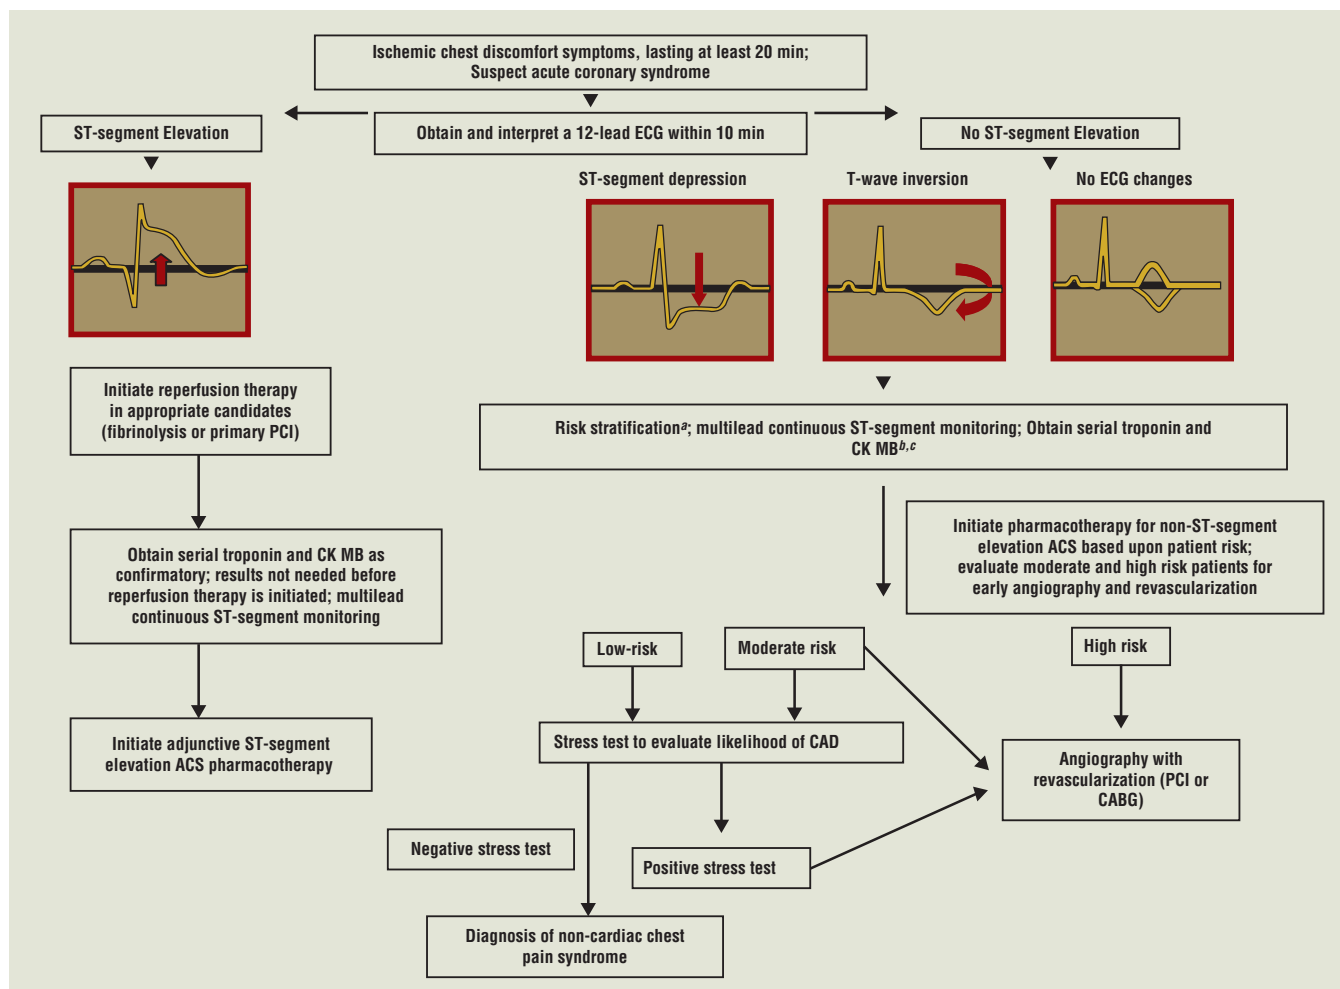 Ischemic chest discomfort symptoms, lasting at least 20 min;
Suspect acute coronary syndrome
ST-segment Elevation
Obtain and interpret a 12-lead ECG within 10 min
No ST-segment Elevation
ST-segment depression
T-wave inversion
No ECG changes
Initiate reperfusion therapy
in appropriate candidates
(fibrinolysis or primary PCI)
Risk stratificationᵃ; multilead continuous ST-segment monitoring; Obtain serial troponin and
CK MBᵇ,ᶜ
Obtain serial troponin and CK MB as
confirmatory; results not needed before
reperfusion therapy is initiated; multilead
continuous ST-segment monitoring
Initiate pharmacotherapy for non-ST-segment
elevation ACS based upon patient risk;
evaluate moderate and high risk patients for
early angiography and revascularization
Low-risk
Moderate risk
High risk
Initiate adjunctive ST-segment
elevation ACS pharmacotherapy
Stress test to evaluate likelihood of CAD
Angiography with
revascularization (PCI or
CABG)
Negative stress test
Positive stress test
Diagnosis of non-cardiac chest
pain syndrome